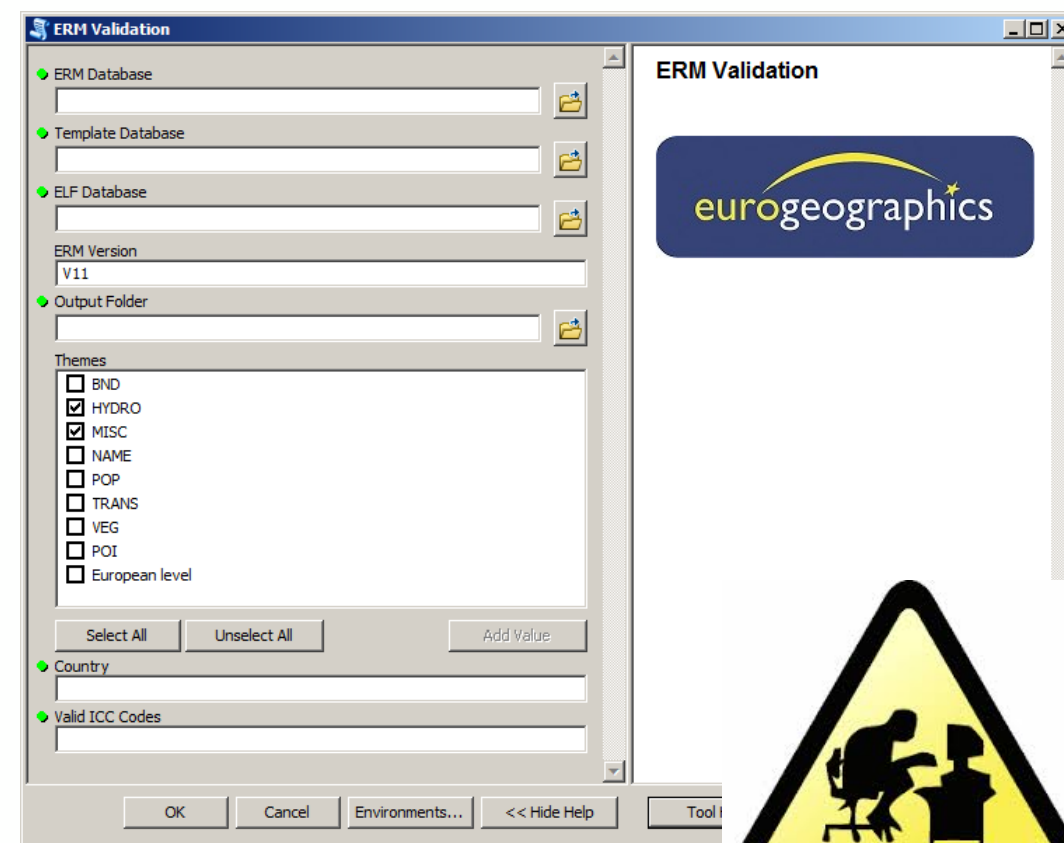 ERM Validation
ERM Database
Template Database
ELF Database
ERM Version
V11
Output Folder
Themes
BND
HYDRO
MISC
NAME
POP
TRANS
VEG
POI
European level
Select All
Unselect All
Add Value
Country
Valid ICC Codes
OK
Cancel
Environments...
<< Hide Help
Tool
ERM Validation
eurogeographics